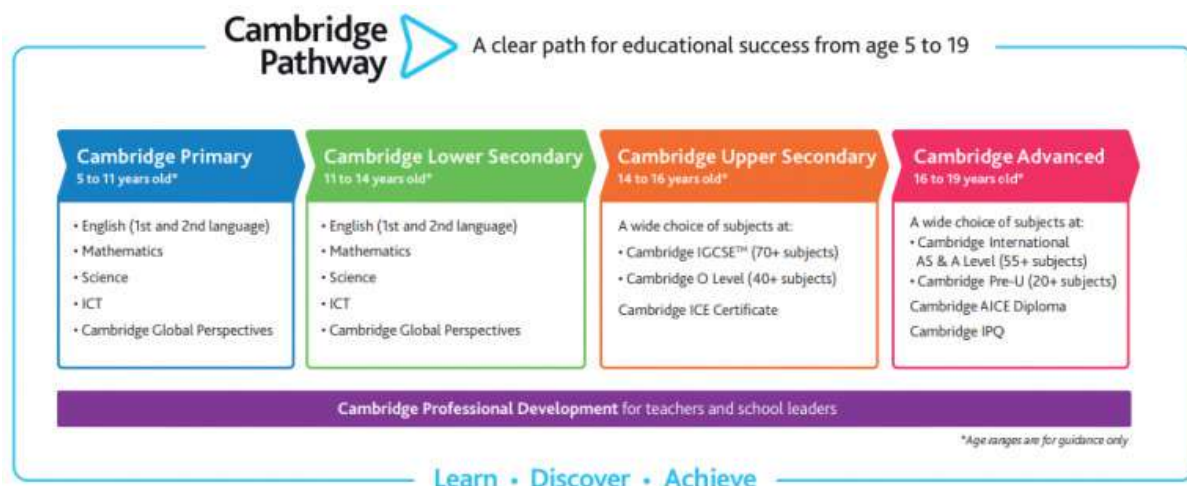 Cambridge
Pathway
A clear path for educational success from age 5 to 19
Cambridge Primary
5 to 11 years old*
• English (1st and 2nd language)
• Mathematics
• Science
• ICT
• Cambridge Global Perspectives
Cambridge Lower Secondary
11 to 14 years old*
• English (1st and 2nd language)
• Mathematics
• Science
• ICT
• Cambridge Global Perspectives
Cambridge Upper Secondary
14 to 16 years old*
A wide choice of subjects at:
• Cambridge IGCSE™ (70+ subjects)
• Cambridge O Level (40+ subjects)
Cambridge ICE Certificate
Cambridge Advanced
16 to 19 years old*
A wide choice of subjects at:
• Cambridge International
AS & A Level (55+ subjects)
• Cambridge Pre-U (20+ subjects)
Cambridge AICE Diploma
Cambridge IPQ
Cambridge Professional Development for teachers and school leaders
*Age ranges are for guidance only
Learn • Discover • Achieve